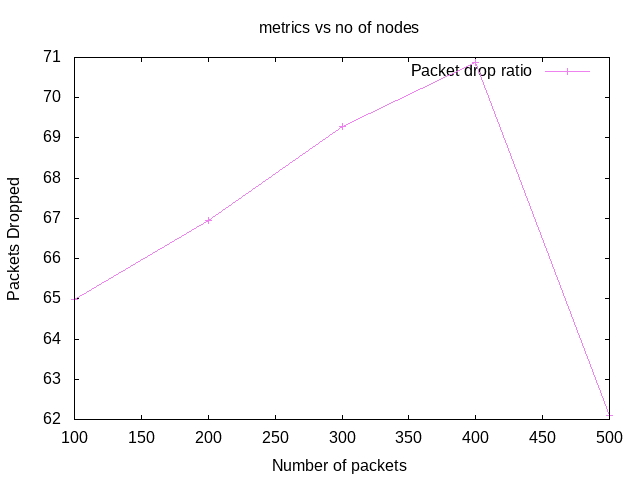 metrics vs no of nodes
Packet drop ratio
71
70
69
68
67
66
65
64
63
62
Packets Dropped
100 150 200 250 300 350 400 450 500
Number of packets